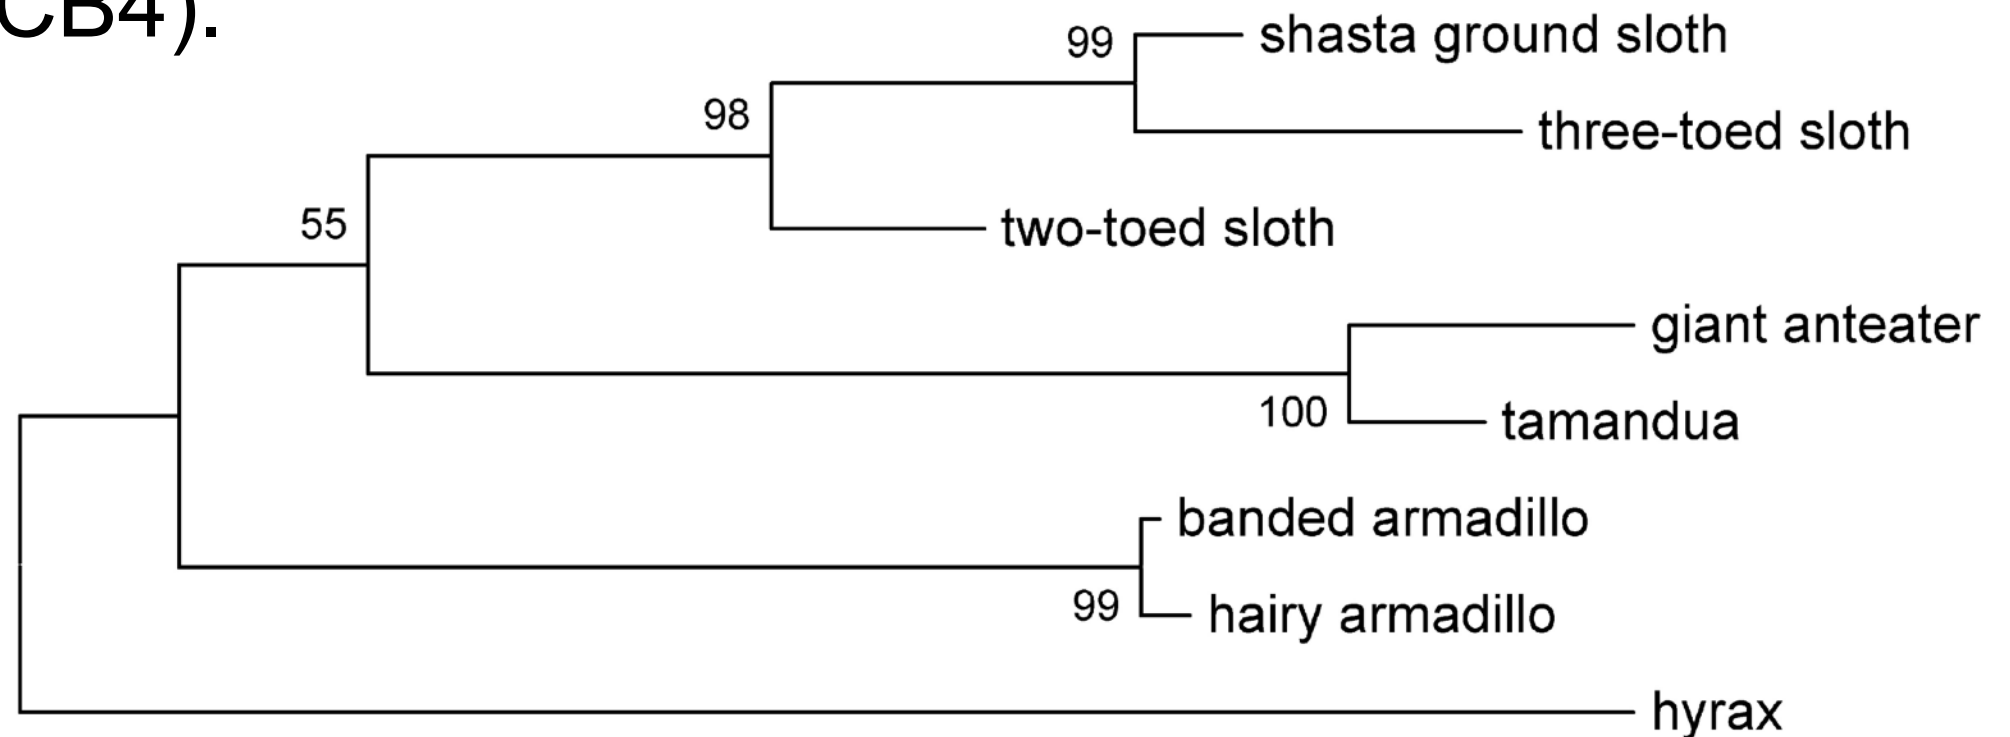 CB4).
99
shasta ground sloth
three-toed sloth
98
two-toed sloth
55
giant anteater
100
tamandua
banded armadillo
99
hairy armadillo
hyrax